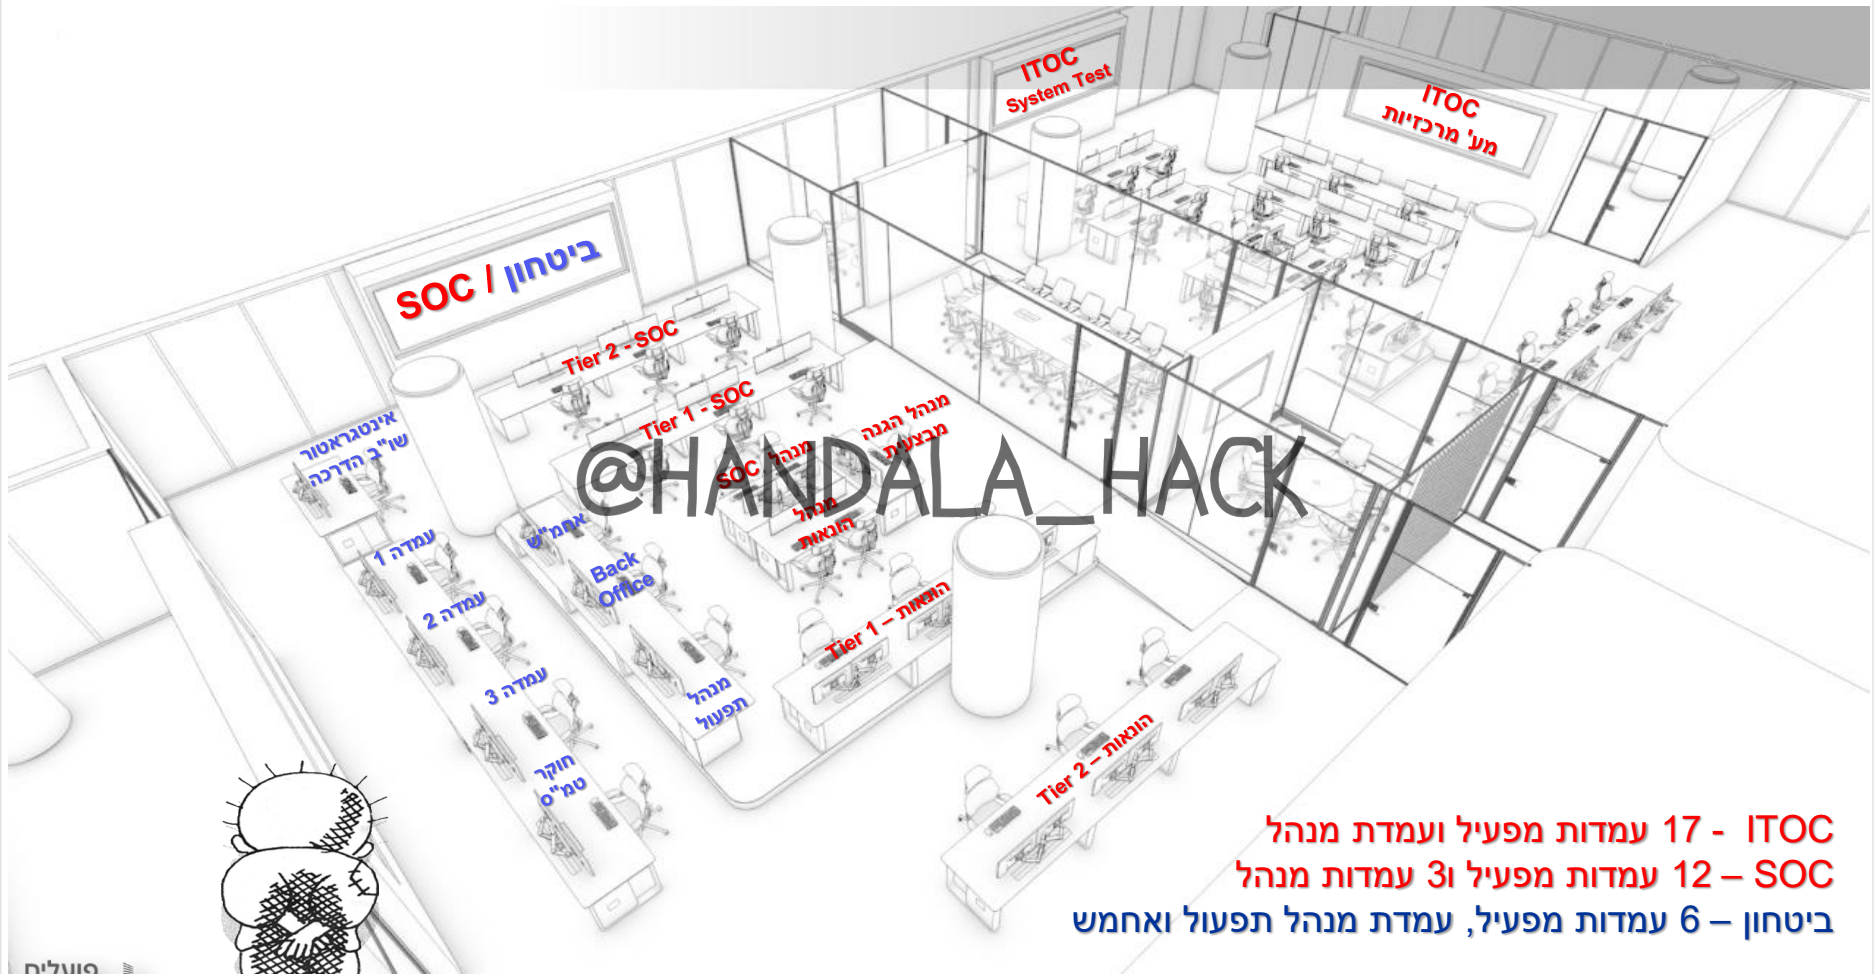 ITOC
System Test
ITOC
מע' מרכזיות
SOC / ביטחון
Tier 2 - SOC
Tier 1 - SOC
מנהל הגנה
מבצעית
מנהל SOC
מנהל
הונאות
אינטגראטור
שו"ב הדרכה
אחמ"ש
Back
Office
מנהל
תפעול
עמדה 1
עמדה 2
עמדה 3
חוקר
טמ"ס
Tier 1 – הונאות
Tier 2 – הונאות
@HANDALA_HACK
ITOC - 17 עמדות מפעיל ועמדת מנהל
SOC – 12 עמדות מפעיל ו3 עמדות מנהל
ביטחון – 6 עמדות מפעיל, עמדת מנהל תפעול ואחמש
פועלים